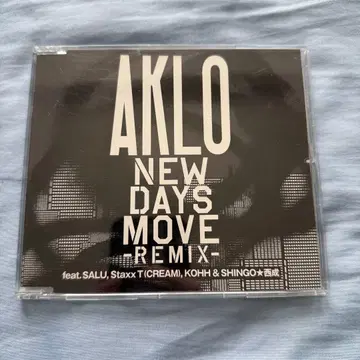 AKLO
NEW
DAYS
MOVE
-REMIX-
feat. SALU, Staxx T(CREAM), KOHH & SHINGO★西成